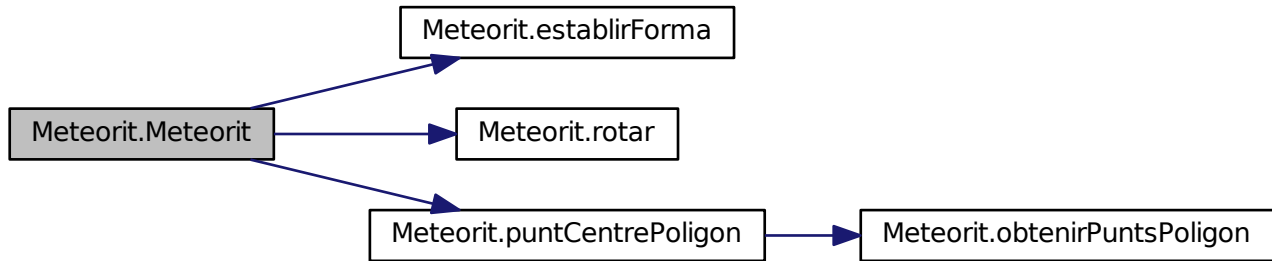 Meteorit.establirForma
Meteorit.Meteorit
Meteorit.rotar
Meteorit.puntCentrePoligon
Meteorit.obtenirPuntsPoligon